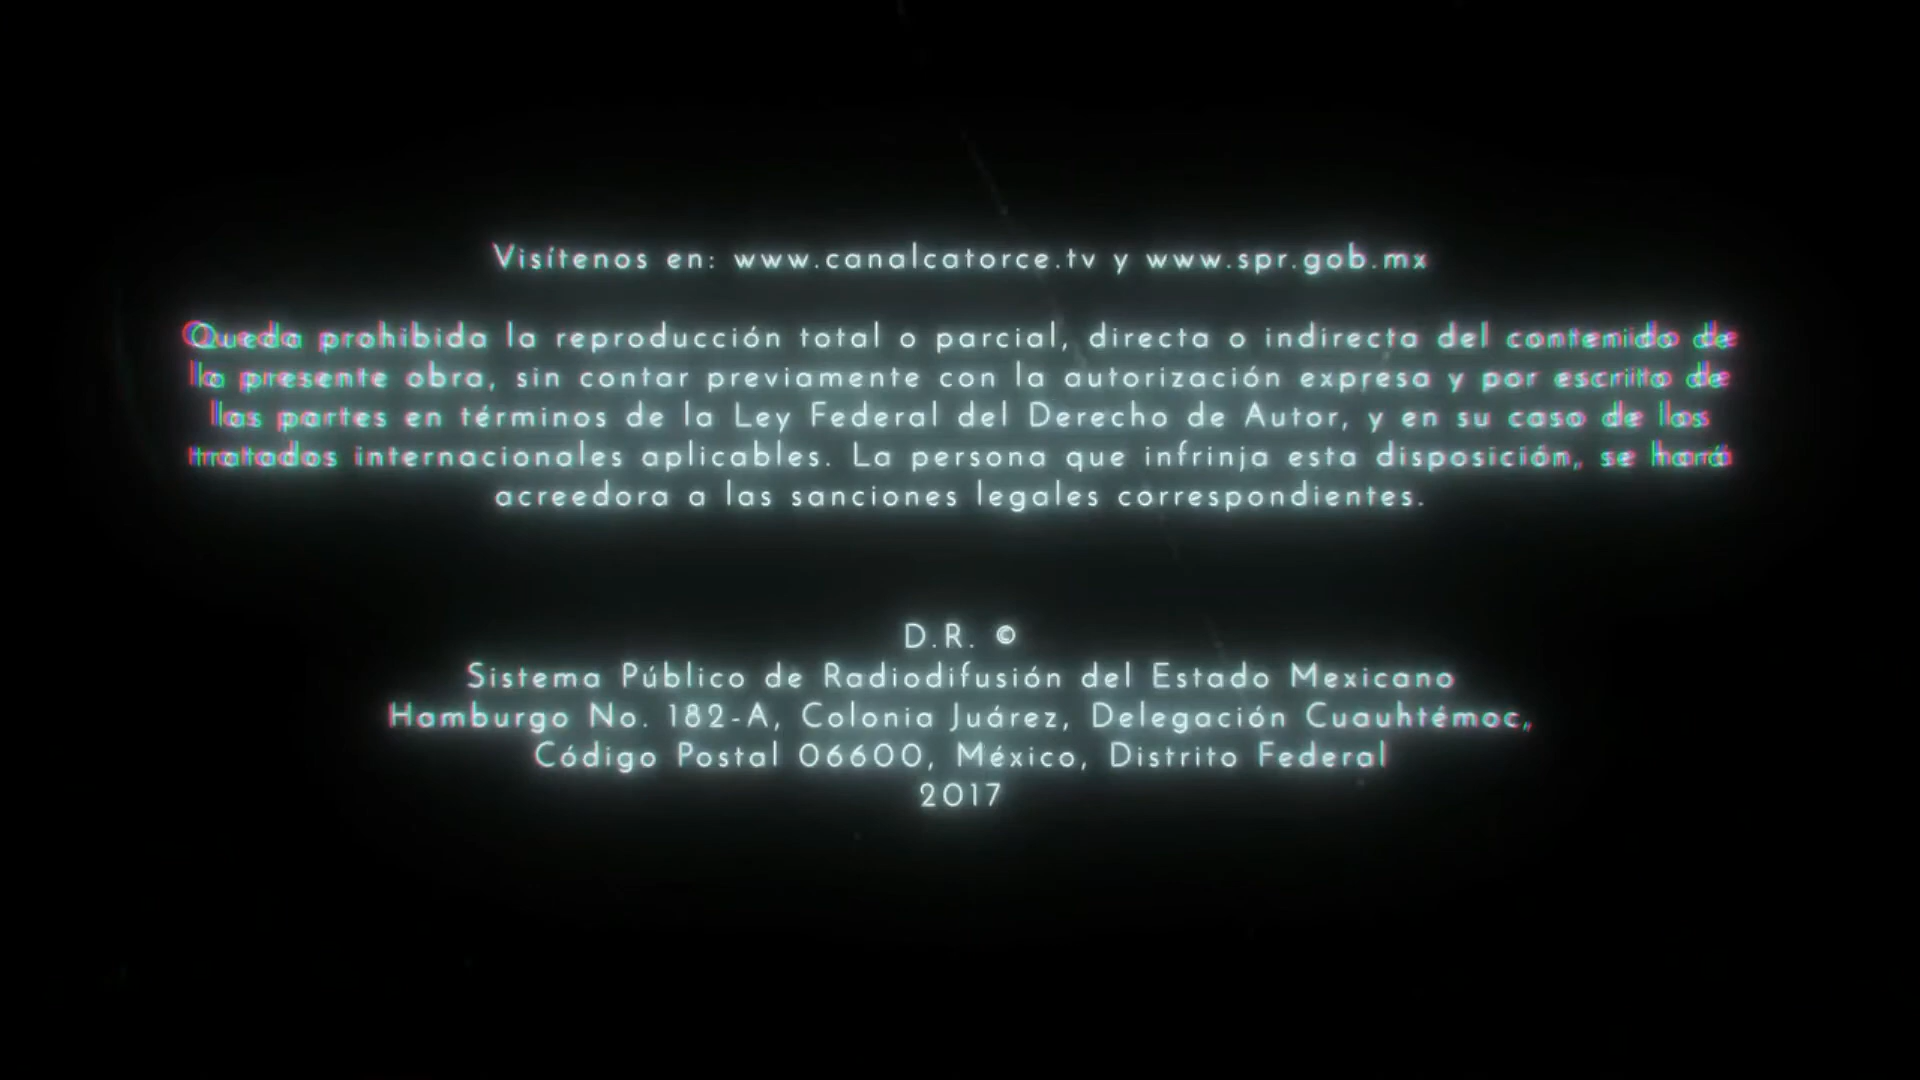 Visítenos en: www.canalcatorce.tv y www.spr.gob.mx
Queda prohibida la reproducción total o parcial, directa o indirecta del contenido de
la presente obra, sin contar previamente con la autorización expresa y por escrito de
las partes en términos de la Ley Federal del Derecho de Autor, y en su caso de los
tratados internacionales aplicables. La persona que infrinja esta disposición, se hará
acreedora a las sanciones legales correspondientes.
D.R. ©
Sistema Público de Radiodifusión del Estado Mexicano
Hamburgo No. 182-A, Colonia Juárez, Delegación Cuauhtémoc,
Código Postal 06600, México, Distrito Federal
2017